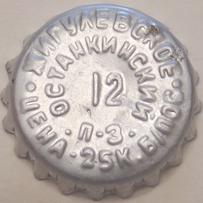 ЖИГУЛЕВСКОЕ
ОСТАНКИНСКИЙ
12
П-З
ЦЕНА 25К. Б/ПОС.